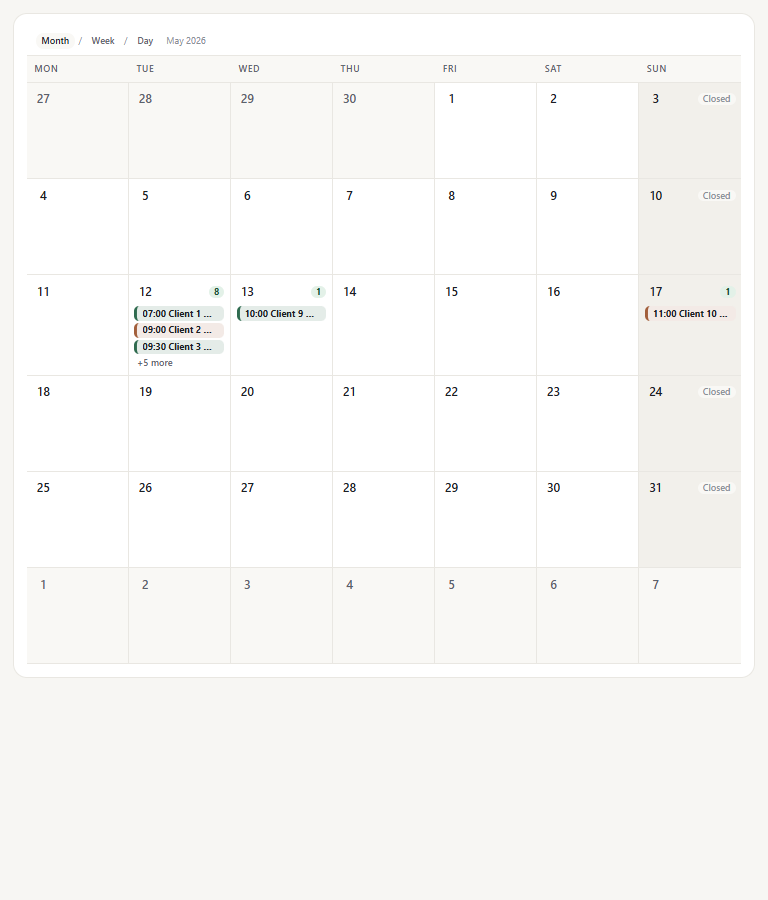 Month / Week / Day May 2026
MON TUE WED THU FRI SAT SUN
27 28 29 30 1 2 3 Closed
4 5 6 7 8 9 10 Closed
11 12 8 13 1 14 15 16 17 1
07:00 Client 1 ... 10:00 Client 9 ... 11:00 Client 10 ...
09:00 Client 2 ...
09:30 Client 3 ...
+5 more
18 19 20 21 22 23 24 Closed
25 26 27 28 29 30 31 Closed
1 2 3 4 5 6 7